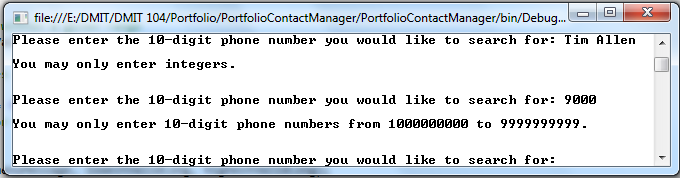 file:///E:/DMIT/DMIT 104/Portfolio/PortfolioContactManager/PortfolioContactManager/bin/Debug...
Please enter the 10-digit phone number you would like to search for: Tim Allen
You may only enter integers.
Please enter the 10-digit phone number you would like to search for: 9000
You may only enter 10-digit phone numbers from 1000000000 to 9999999999.
Please enter the 10-digit phone number you would like to search for: